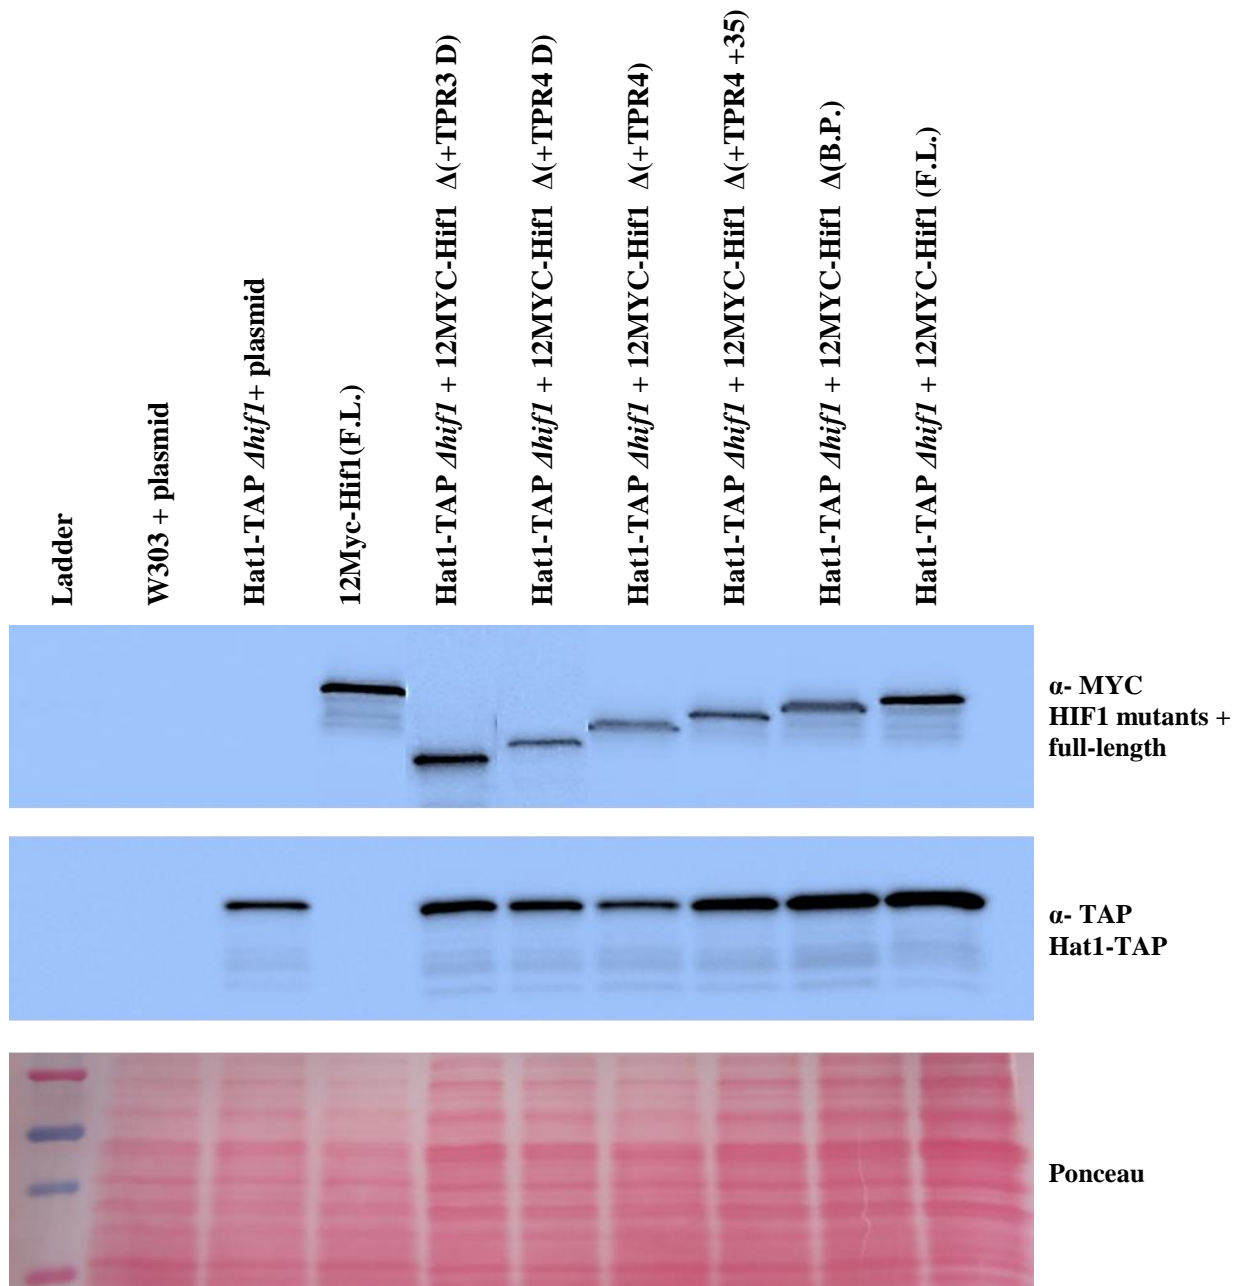 Ladder
W303 + plasmid
Hat1-TAP Δhif1+ plasmid
12Myc-Hif1(F.L.)
Hat1-TAP Δhif1 + 12MYC-Hif1 Δ(+TPR3 D)
Hat1-TAP Δhif1 + 12MYC-Hif1 Δ(+TPR4 D)
Hat1-TAP Δhif1 + 12MYC-Hif1 Δ(+TPR4)
Hat1-TAP Δhif1 + 12MYC-Hif1 Δ(+TPR4 +35)
Hat1-TAP Δhif1 + 12MYC-Hif1 Δ(B.P.)
Hat1-TAP Δhif1 + 12MYC-Hif1 (F.L.)
α- MYC
HIF1 mutants +
full-length
α- TAP
Hat1-TAP
Ponceau